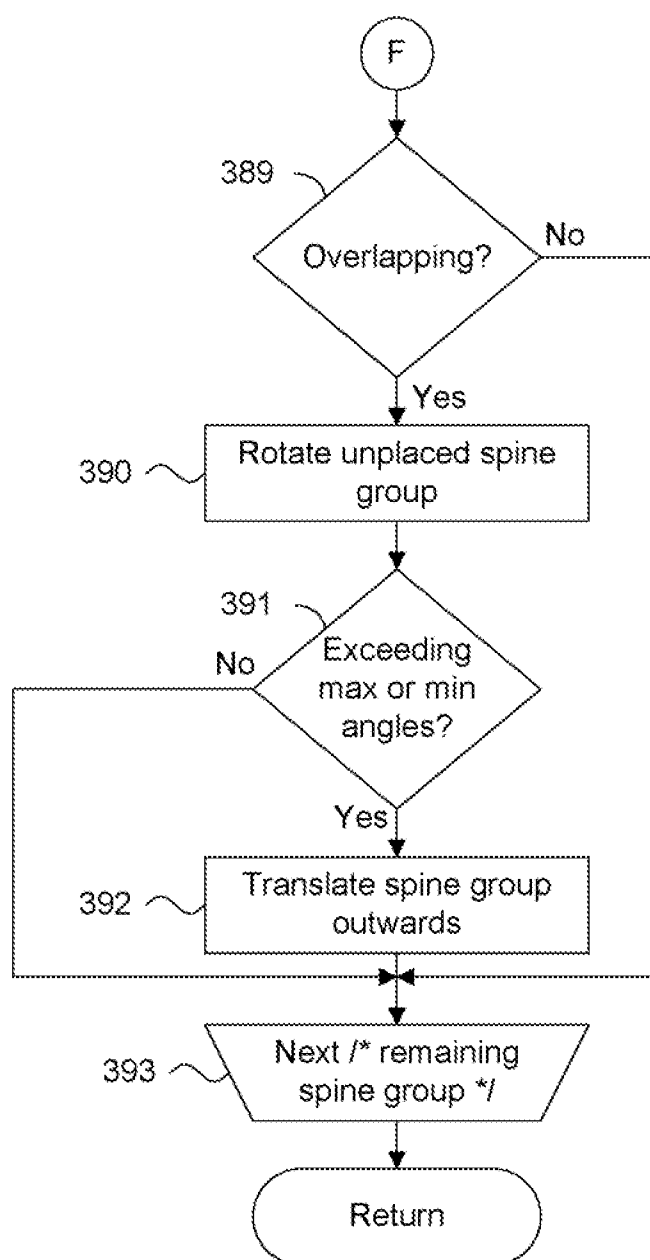 F
389
Overlapping?
No
Yes
390
Rotate unplaced spine
group
391
No
Exceeding
max or min
angles?
Yes
392
Translate spine group
outwards
393
Next /* remaining
spine group */
Return